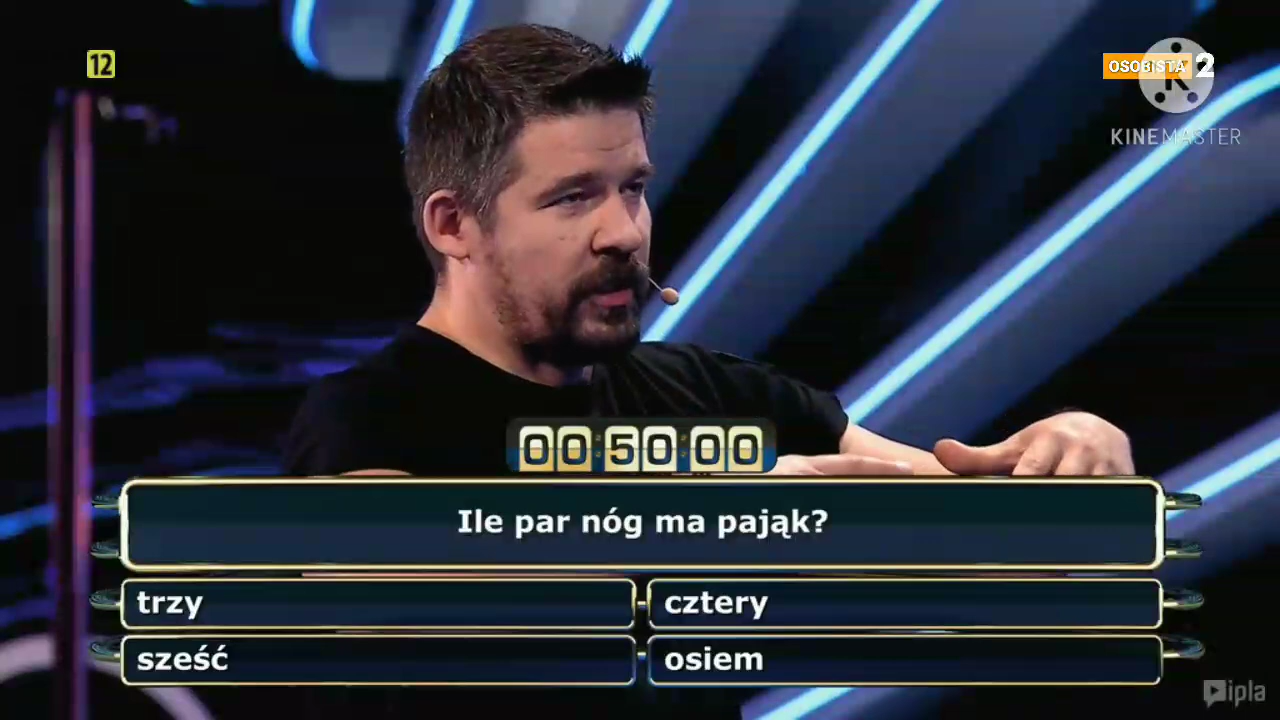 12
OSOBISTA 2
K
KINEMASTER
00:50:00
Ile par nóg ma pająk?
trzy
cztery
sześć
osiem
ipla